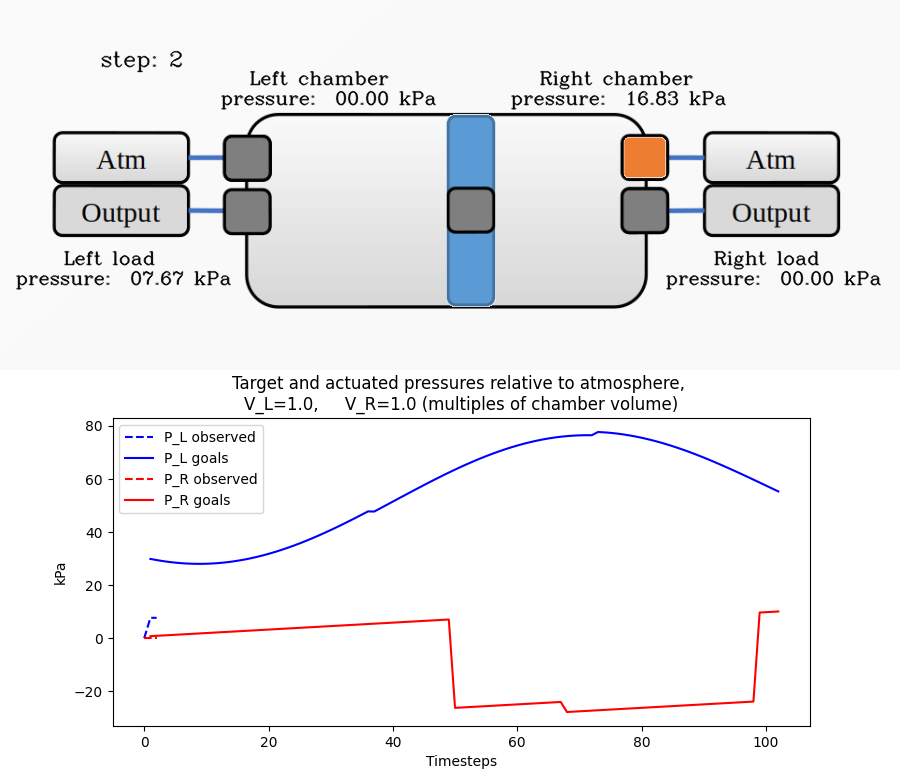 step: 2
Left chamber
pressure: 00.00 kPa
Right chamber
pressure: 16.83 kPa
Atm
Output
Atm
Output
Left load
pressure: 07.67 kPa
Right load
pressure: 00.00 kPa
Target and actuated pressures relative to atmosphere,
V_L=1.0, V_R=1.0 (multiples of chamber volume)
P_L observed
P_L goals
P_R observed
P_R goals
80
60
40
20
0
−20
kPa
0 20 40 60 80 100
Timesteps